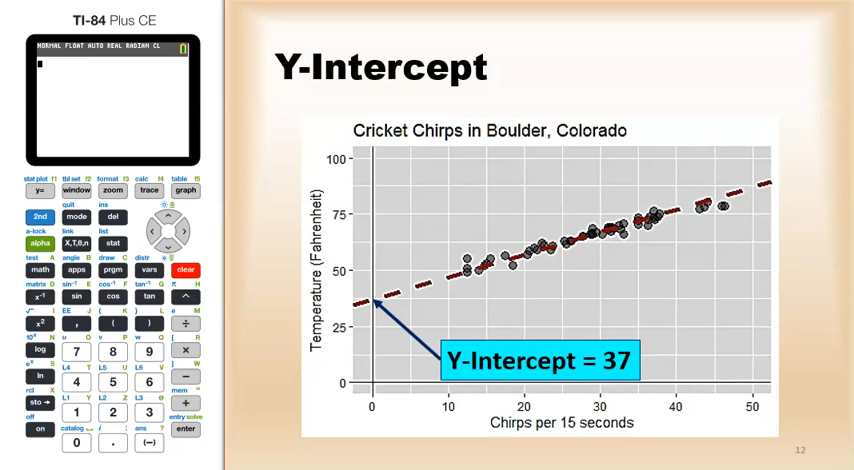 TI-84 Plus CE
NORMAL FLOAT AUTO REAL RADIAN CL
stat plot f1 tbl set f2 format f3 calc f4 table f5
y= window zoom trace graph
quit ins
2nd mode del
a-lock link list
alpha X,T,θ,n stat
test A angle B draw C distr
math apps prgm vars clear
matrix D sin⁻¹ E cos⁻¹ F tan⁻¹ G π H
x⁻¹ sin cos tan ^
√ I EE J { K } L e M
x² , ( ) ÷
10ˣ N u O v P w Q [ R
log 7 8 9 ×
eˣ S L4 T L5 U L6 V ] W
ln 4 5 6 −
rcl X L1 Y L2 Z L3 θ mem "
sto→ 1 2 3 +
off catalog i : ans ? entry solve
on 0 . (−) enter
Y-Intercept
Cricket Chirps in Boulder, Colorado
Temperature (Fahrenheit)
100
75
50
25
0
Y-Intercept = 37
0 10 20 30 40 50
Chirps per 15 seconds
12